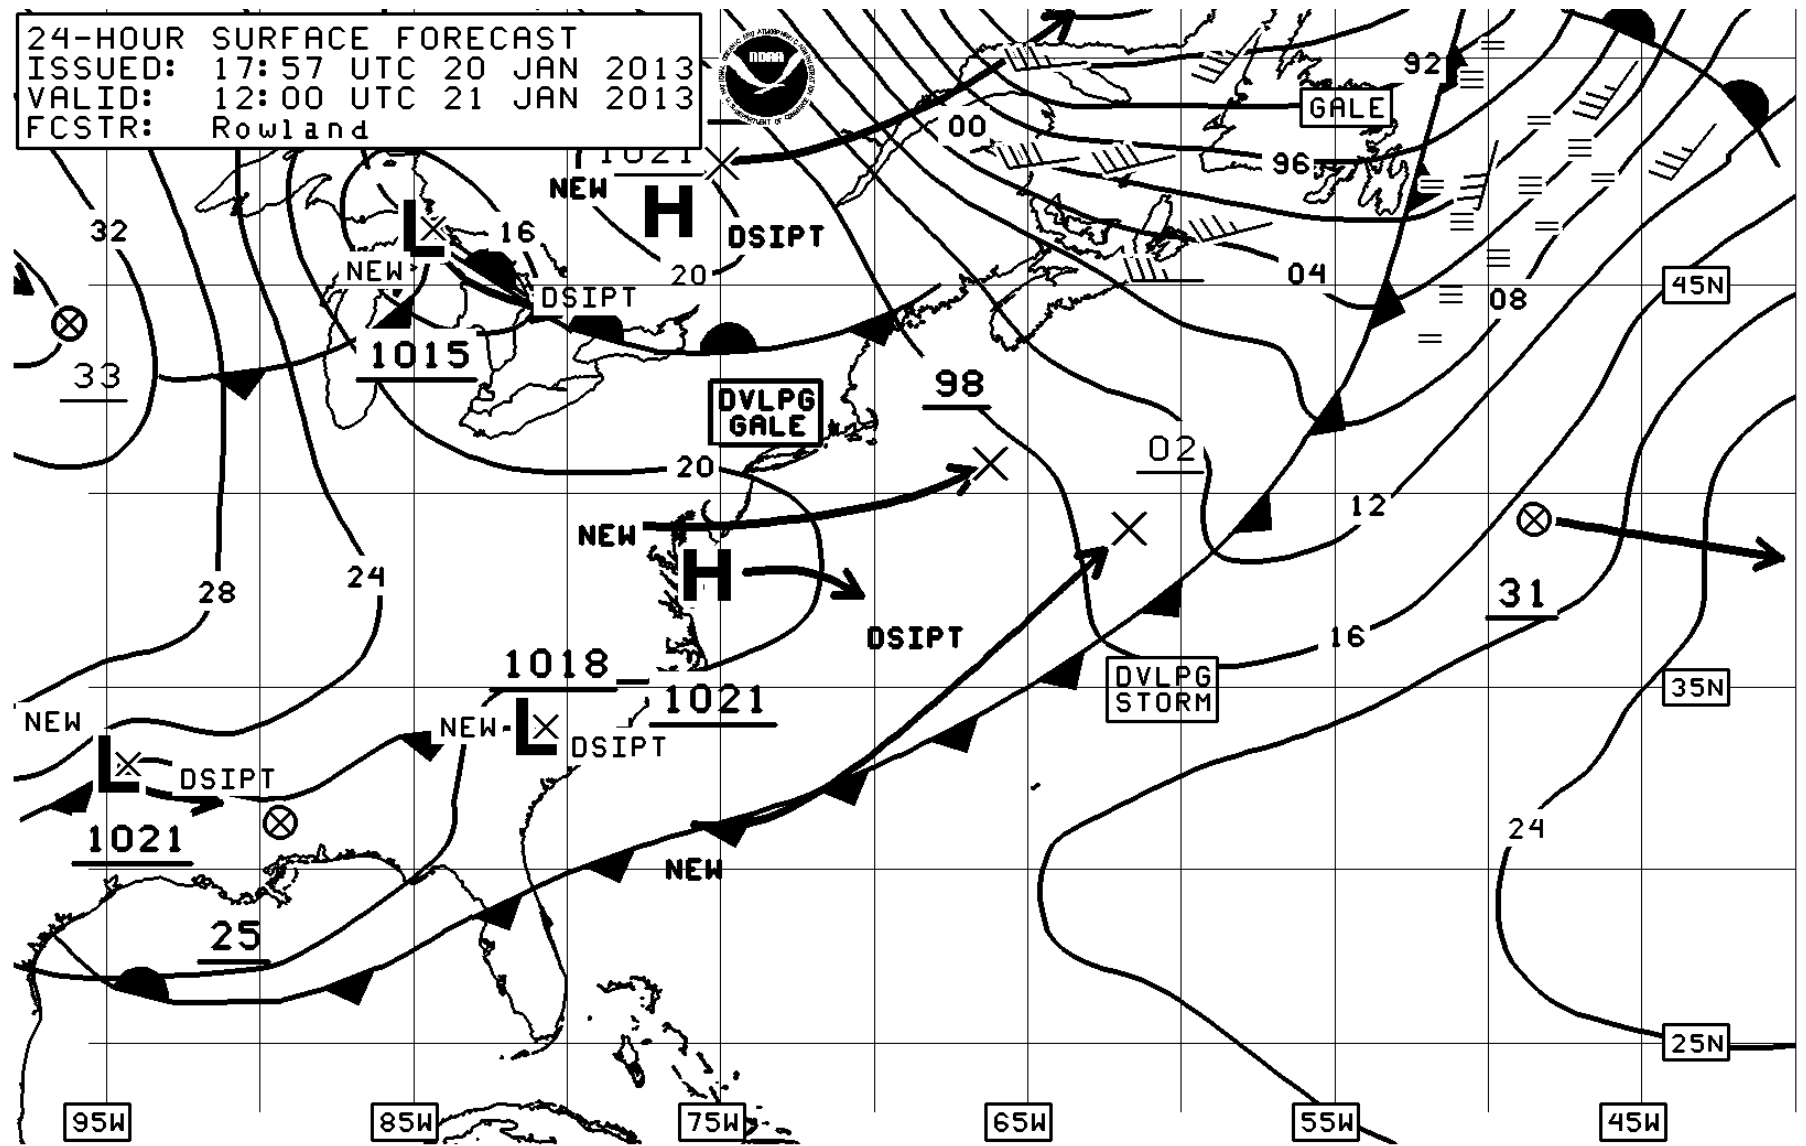 24-HOUR SURFACE FORECAST
ISSUED: 17:57 UTC 20 JAN 2013
VALID: 12:00 UTC 21 JAN 2013
FCSTR: Rowland
NOAA
92
GALE
00
1021
96
NEW
H
32
L
16
DSIPT
NEW
20
04
45N
DSIPT
08
1015
33
98
DVLPG
GALE
02
20
12
NEW
H
24
28
31
DSIPT
16
1018
DVLPG
STORM
35N
1021
NEW
NEW
L
DSIPT
L
DSIPT
1021
24
NEW
25
25N
95W
85W
75W
65W
55W
45W